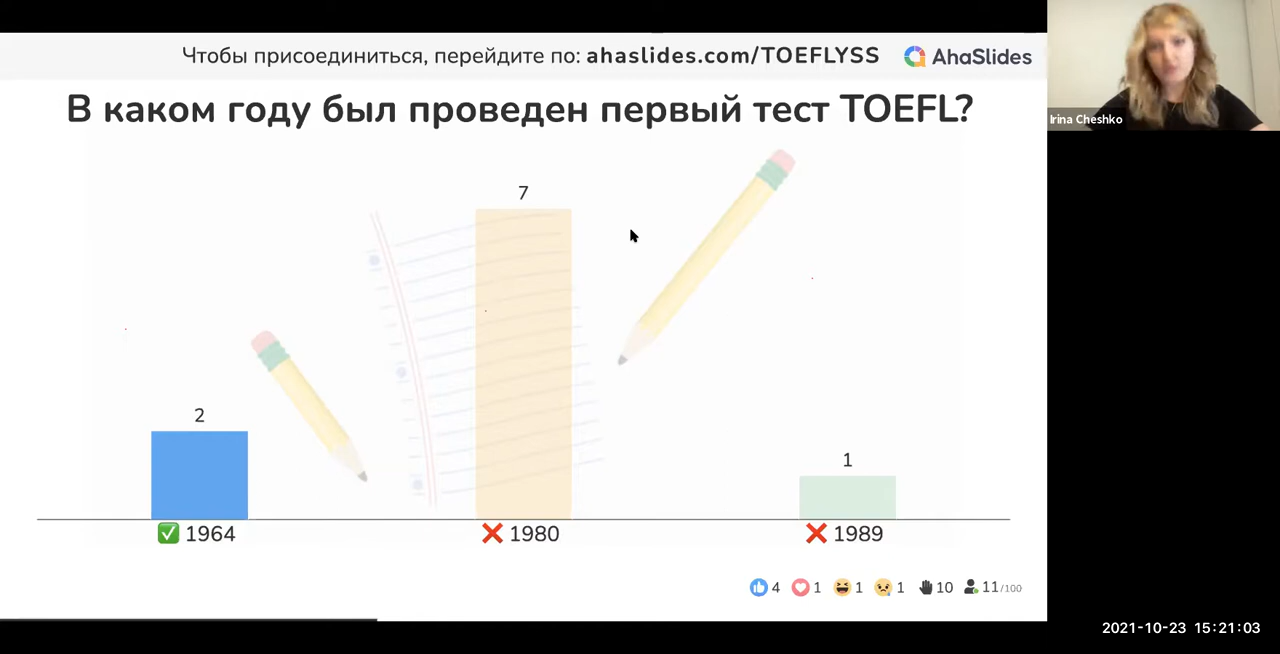 Чтобы присоединиться, перейдите по: ahaslides.com/TOEFLYSS AhaSlides
В каком году был проведен первый тест TOEFL?
Irina Cheshko
7
2
1
✅ 1964 ❌ 1980 ❌ 1989
4 1 1 1 10 11/100
2021-10-23 15:21:03